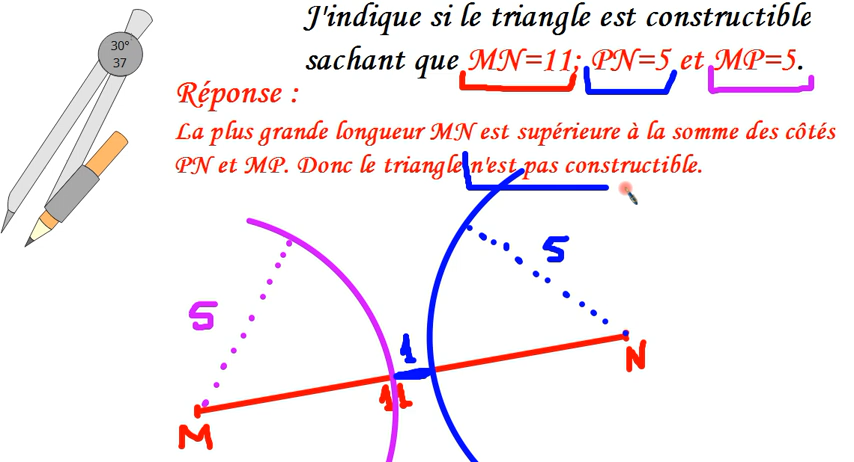 J'indique si le triangle est constructible
sachant que MN=11; PN=5 et MP=5.
Réponse :
La plus grande longueur MN est supérieure à la somme des côtés
PN et MP. Donc le triangle n'est pas constructible.
30°
37
5
5
1
11
M
N